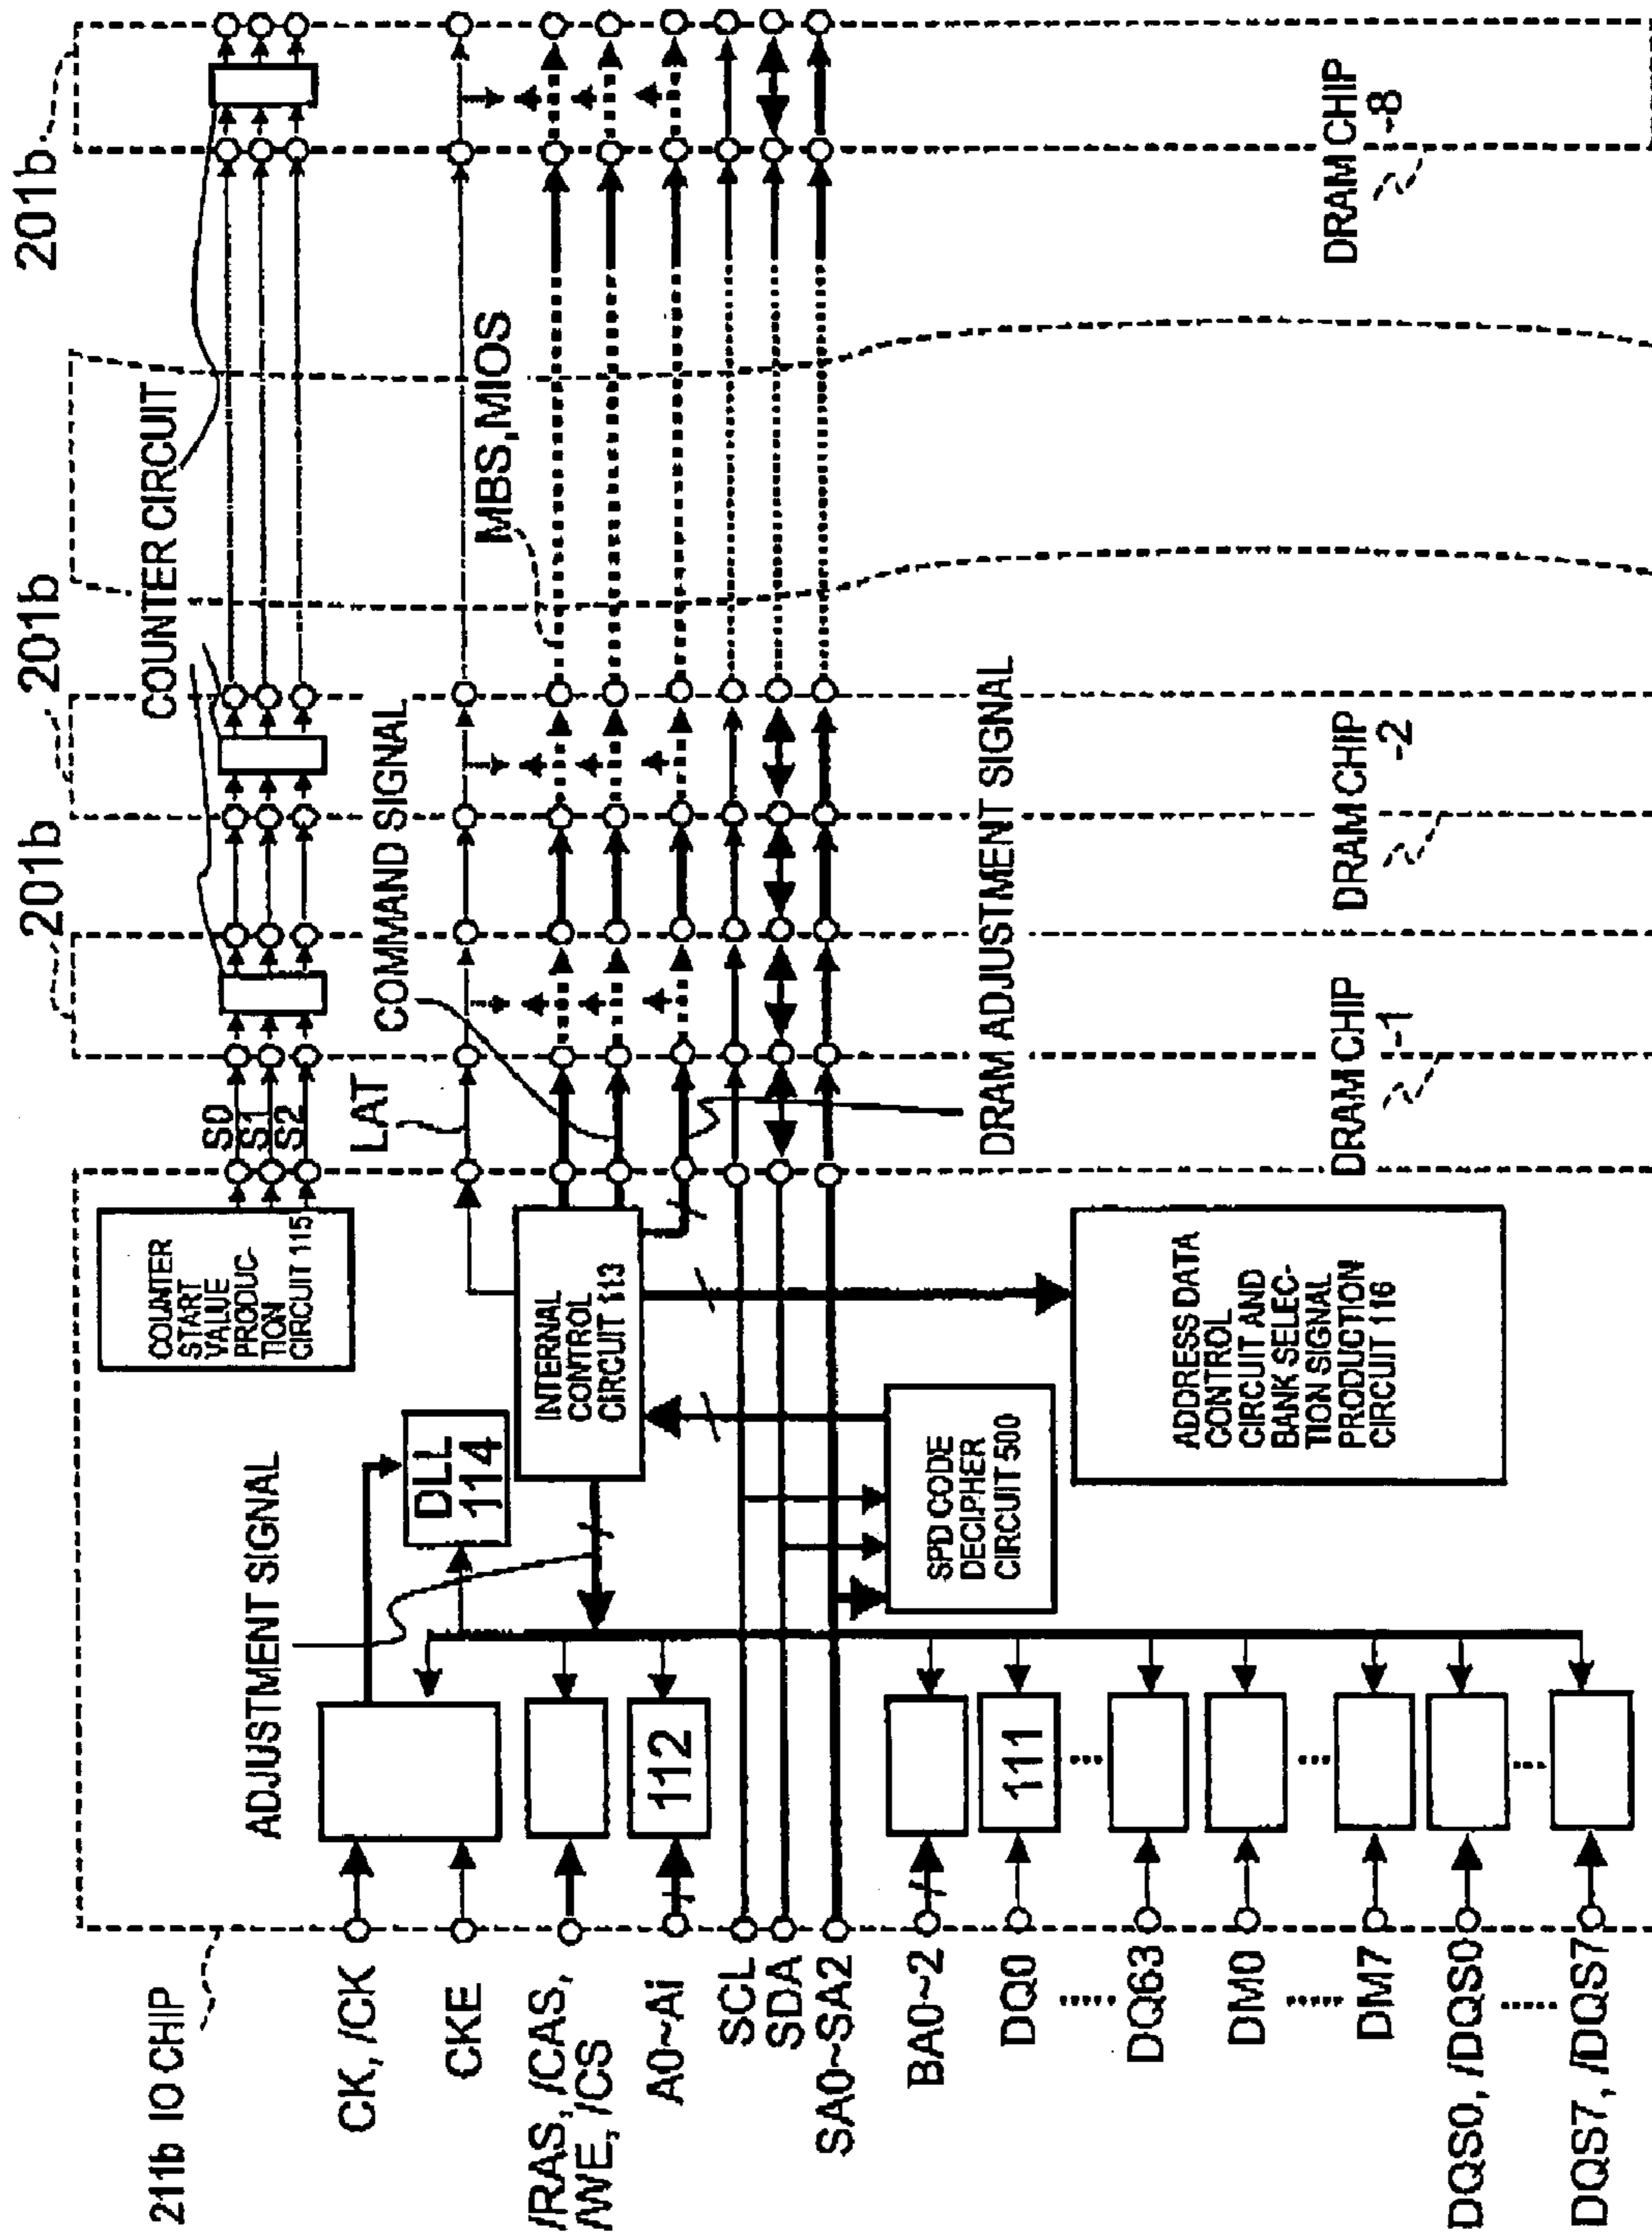 211b IO CHIP
CK, /CK
CKE
/RAS, /CAS,
/WE, /CS
A0~Ai
SCL
SDA
SA0~SA2
BA0~2
DQ0
DQ63
DM0
DM7
DQS0, /DQS0
DQS7, /DQS7
ADJUSTMENT SIGNAL
112
111
DLL
114
COUNTER
START
VALUE
PRODUC-
TION
CIRCUIT 115
INTERNAL
CONTROL
CIRCUIT 113
SPD CODE
DECIPHER
CIRCUIT 500
ADDRESS DATA
CONTROL
CIRCUIT AND
BANK SELEC-
TION SIGNAL
PRODUCTION
CIRCUIT 116
S0
S1
S2
LAT
COMMAND SIGNAL
DRAM ADJUSTMENT SIGNAL
201b
DRAM CHIP
-1
201b
DRAM CHIP
-2
COUNTER CIRCUIT
MBS,MIOS
201b
DRAM CHIP
-8